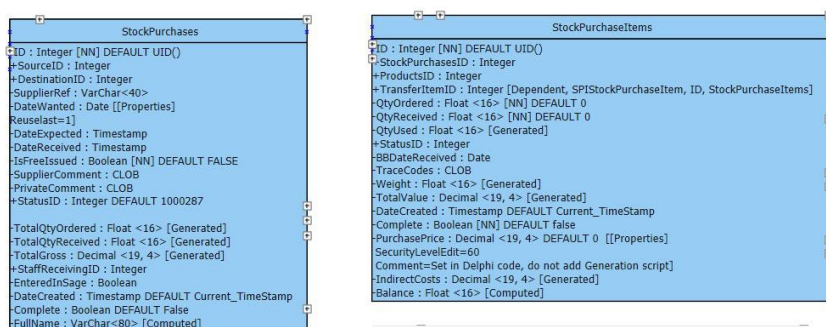 StockPurchases
ID : Integer [NN] DEFAULT UID()
+SourceID : Integer
+DestinationID : Integer
-SupplierRef : VarChar<40>
-DateWanted : Date [[Properties]
Reuselast=1]
-DateExpected : Timestamp
-DateReceived : Timestamp
-IsFreeIssued : Boolean [NN] DEFAULT FALSE
-SupplierComment : CLOB
-PrivateComment : CLOB
+StatusID : Integer DEFAULT 1000287
-TotalQtyOrdered : Float <16> [Generated]
-TotalQtyReceived : Float <16> [Generated]
-TotalGross : Decimal <19, 4> [Generated]
+StaffReceivingID : Integer
-EnteredInSage : Boolean
-DateCreated : Timestamp DEFAULT Current_TimeStamp
-Complete : Boolean DEFAULT False
-FullName : VarChar<80> [Computed]
StockPurchaseItems
ID : Integer [NN] DEFAULT UID()
-StockPurchasesID : Integer
+ProductsID : Integer
+TransferItemID : Integer [Dependent, SPIStockPurchaseItem, ID, StockPurchaseItems]
-QtyOrdered : Float <16> [NN] DEFAULT 0
-QtyReceived : Float <16> [NN] DEFAULT 0
-QtyUsed : Float <16> [Generated]
+StatusID : Integer
-BBDateReceived : Date
-TraceCodes : CLOB
-Weight : Float <16> [Generated]
-TotalValue : Decimal <19, 4> [Generated]
-DateCreated : Timestamp DEFAULT Current_TimeStamp
-Complete : Boolean [NN] DEFAULT false
-PurchasePrice : Decimal <19, 4> DEFAULT 0 [[Properties]
SecurityLevelEdit=60
Comment=Set in Delphi code, do not add Generation script]
-IndirectCosts : Decimal <19, 4> [Generated]
-Balance : Float <16> [Computed]